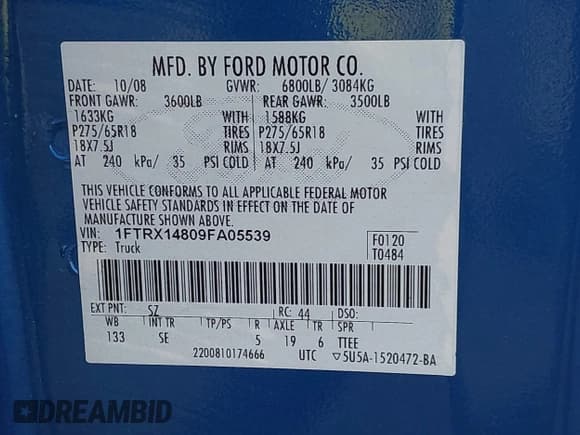 MFD. BY FORD MOTOR CO.
DATE: 10/08 GVWR: 6800LB/ 3084KG
FRONT GAWR: 3600LB REAR GAWR: 3500LB
1633KG WITH 1588KG WITH
P275/65R18 TIRES P275/65R18 TIRES
18X7.5J RIMS 18X7.5J RIMS
AT 240 kPa/ 35 PSI COLD AT 240 kPa/ 35 PSI COLD
THIS VEHICLE CONFORMS TO ALL APPLICABLE FEDERAL MOTOR
VEHICLE SAFETY STANDARDS IN EFFECT ON THE DATE OF
MANUFACTURE SHOWN ABOVE.
VIN: 1FTRX14809FA05539 F0120
TYPE: Truck T0484
EXT PNT: SZ RC: 44 DSO:
WB INT TR TP/PS R AXLE TR SPR
133 SE 5 19 6 TTEE
2200810174666 UTC ▽5U5A-1520472-BA
DREAMBID